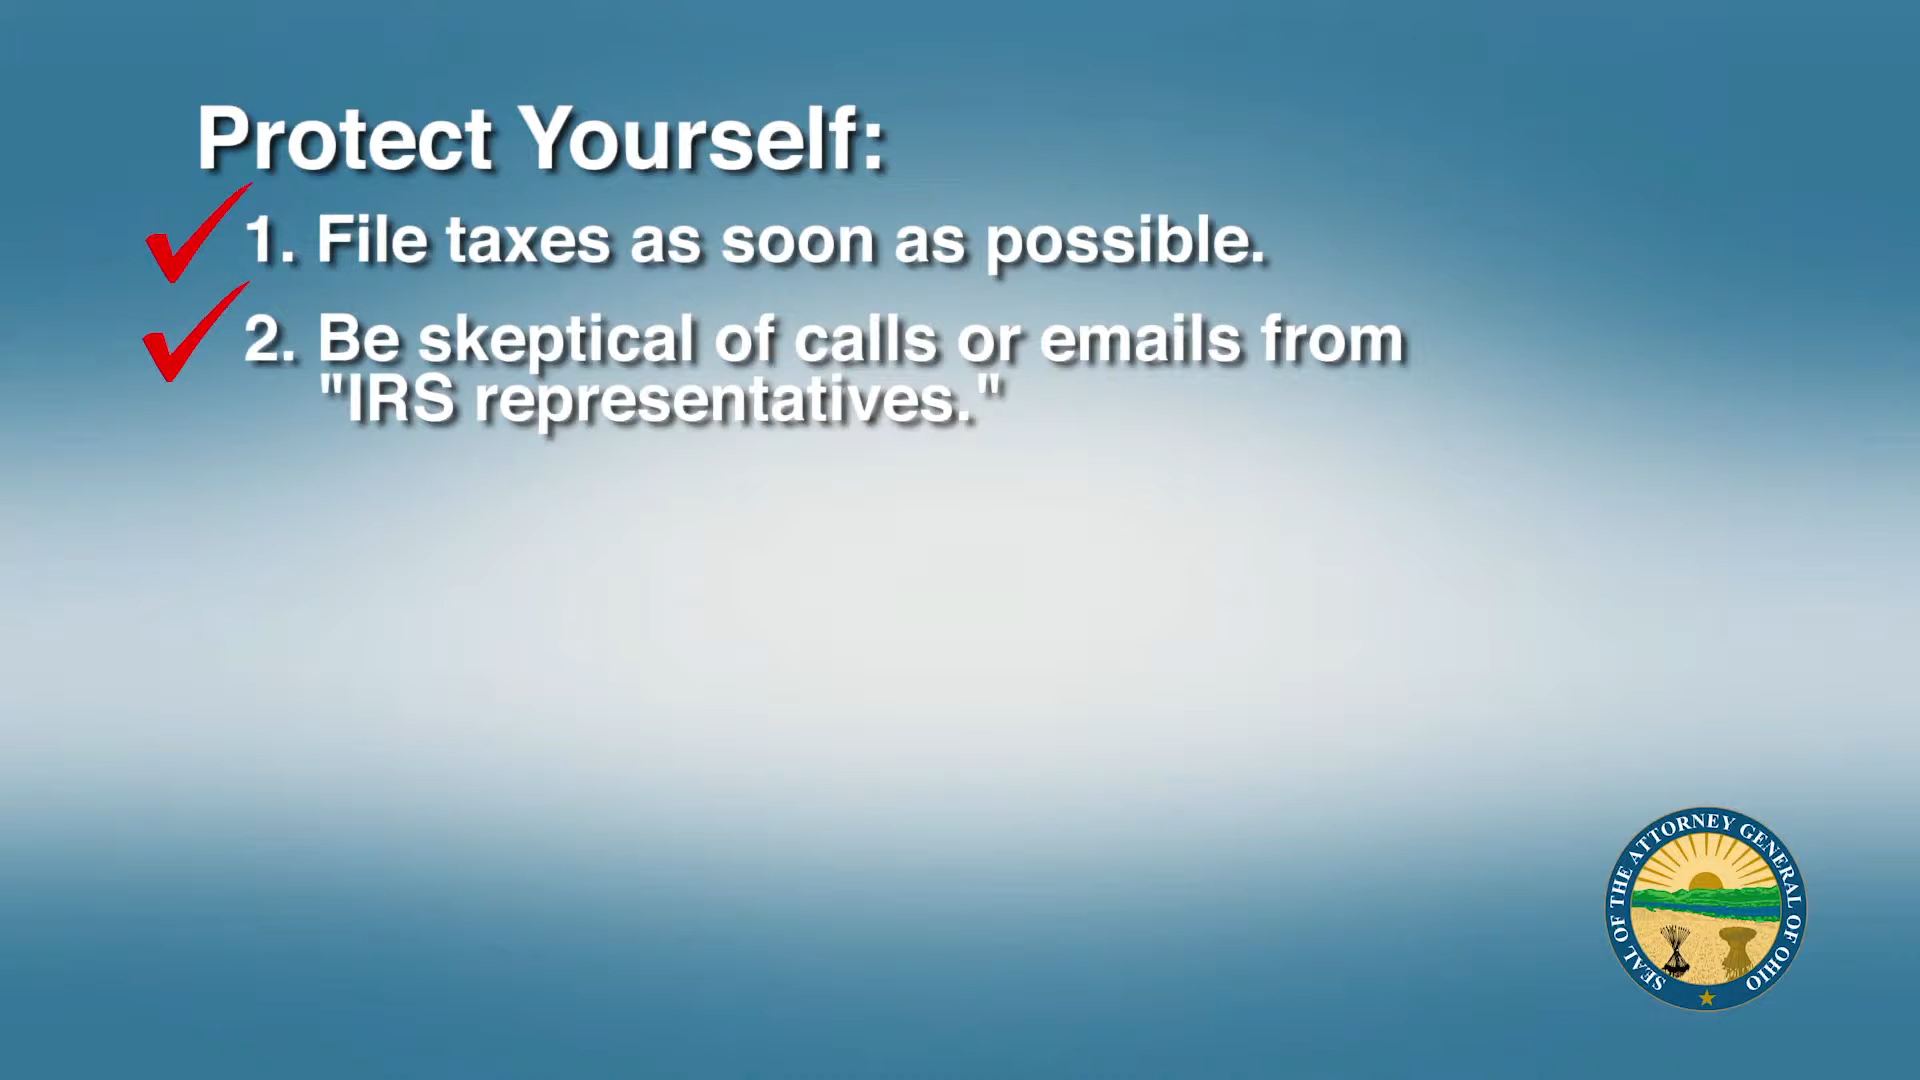 Protect Yourself:
1. File taxes as soon as possible.
2. Be skeptical of calls or emails from
"IRS representatives."
SEAL OF THE ATTORNEY GENERAL OF OHIO